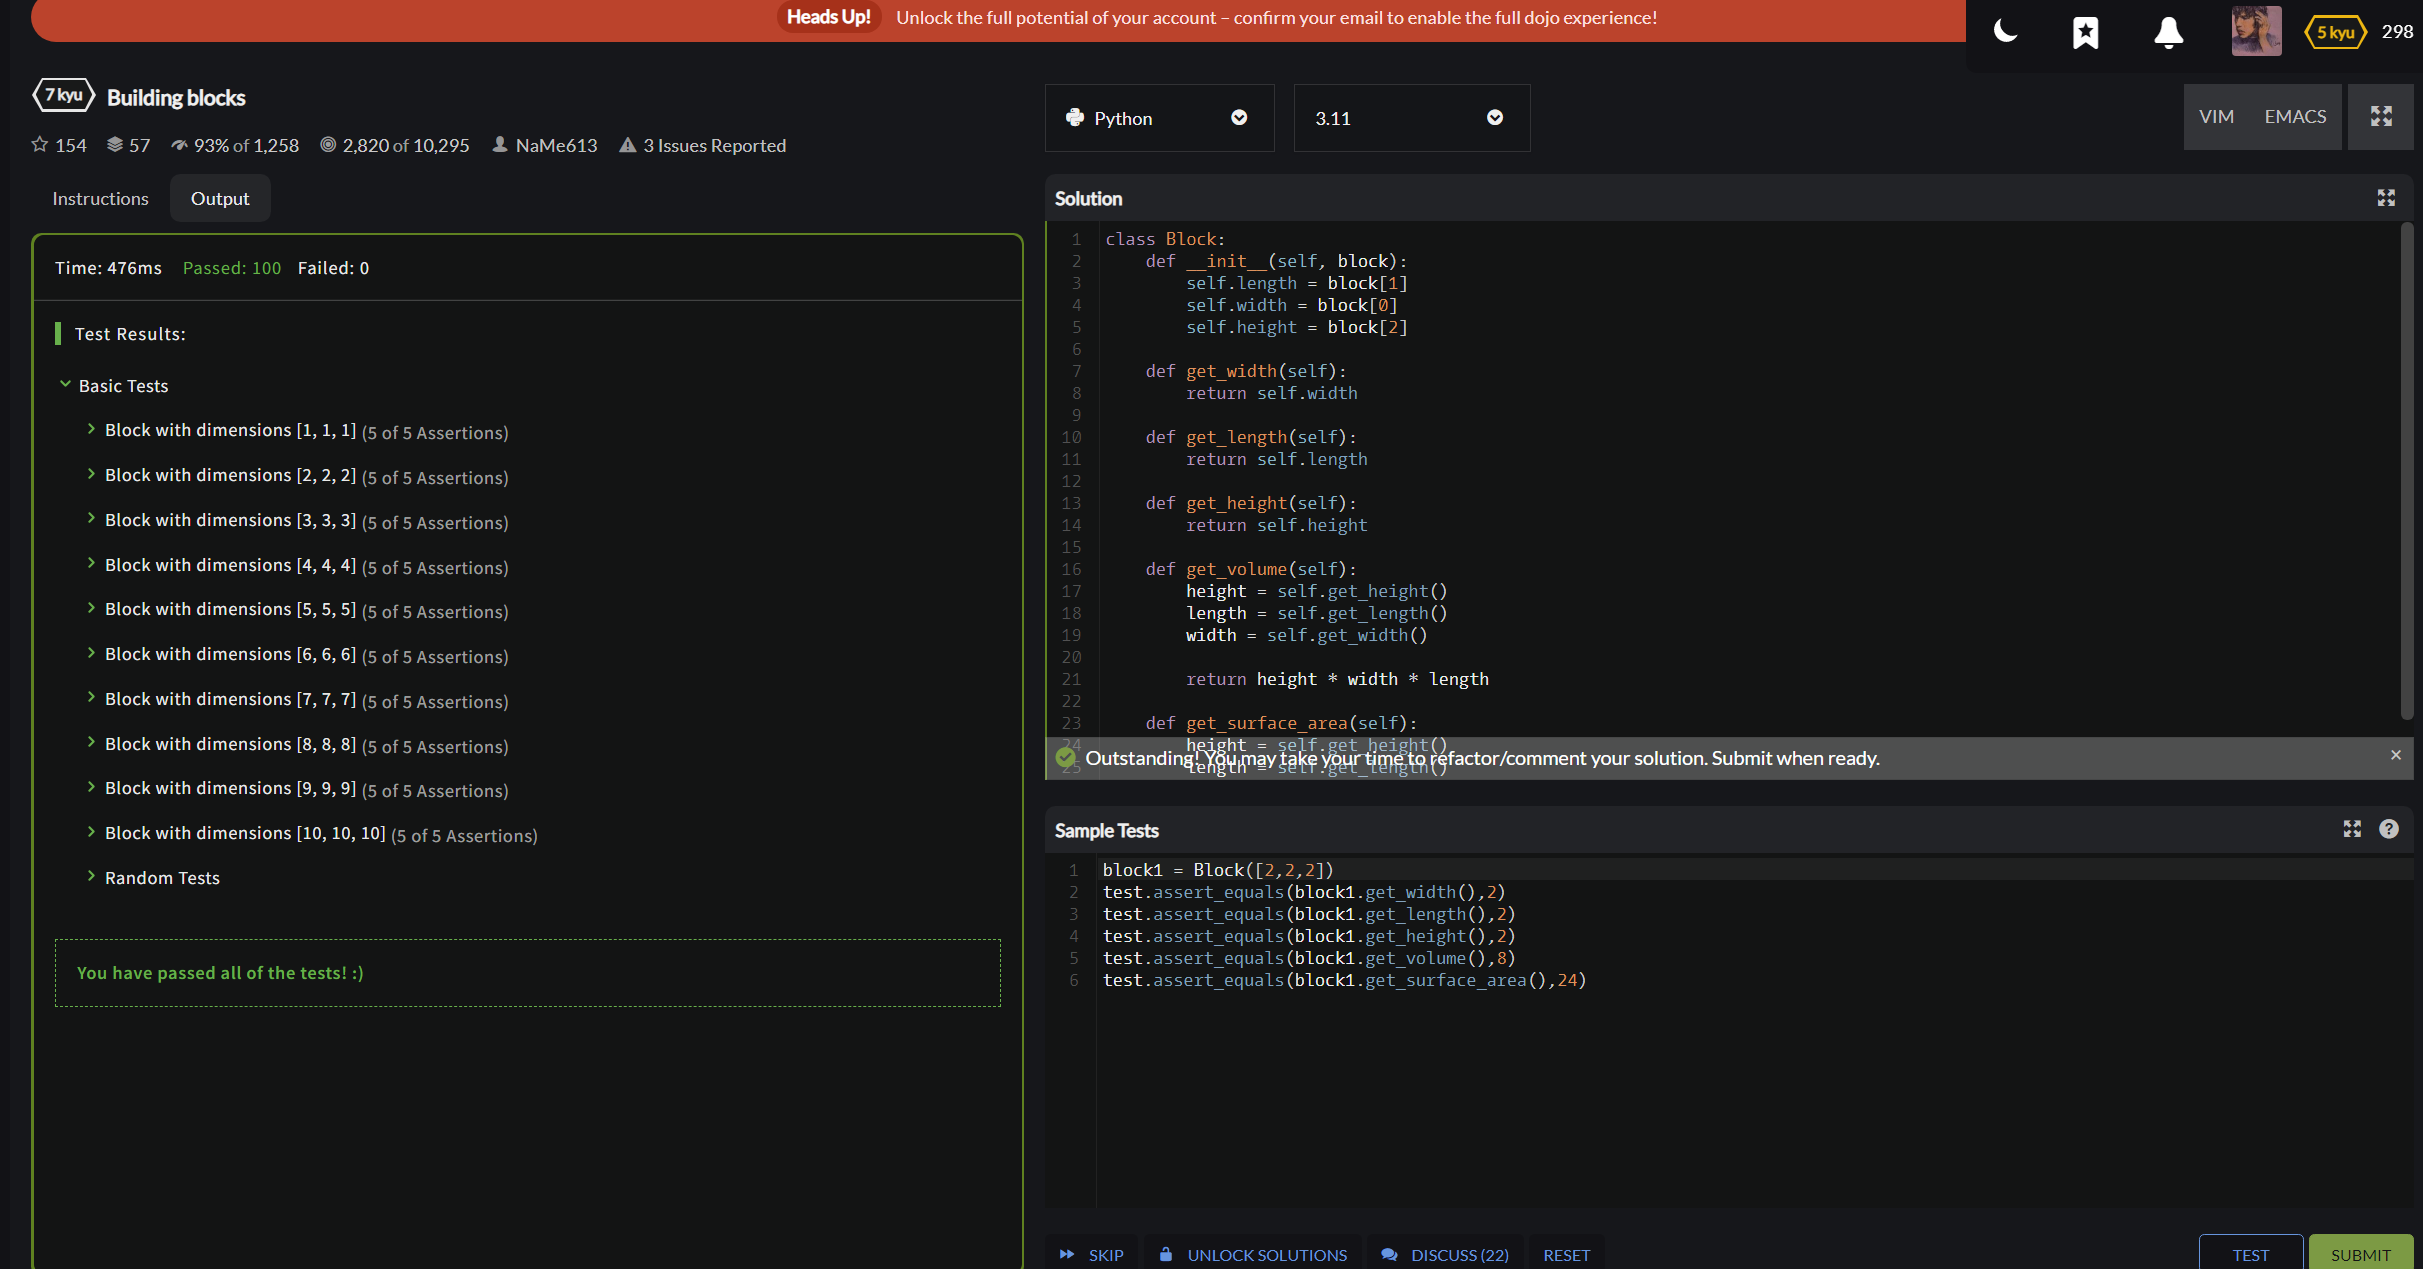 Heads Up! Unlock the full potential of your account – confirm your email to enable the full dojo experience!
5 kyu 298
7 kyu Building blocks
154 57 93% of 1,258 2,820 of 10,295 NaMe613 3 Issues Reported
Instructions Output
Time: 476ms Passed: 100 Failed: 0
Test Results:
Basic Tests
Block with dimensions [1, 1, 1] (5 of 5 Assertions)
Block with dimensions [2, 2, 2] (5 of 5 Assertions)
Block with dimensions [3, 3, 3] (5 of 5 Assertions)
Block with dimensions [4, 4, 4] (5 of 5 Assertions)
Block with dimensions [5, 5, 5] (5 of 5 Assertions)
Block with dimensions [6, 6, 6] (5 of 5 Assertions)
Block with dimensions [7, 7, 7] (5 of 5 Assertions)
Block with dimensions [8, 8, 8] (5 of 5 Assertions)
Block with dimensions [9, 9, 9] (5 of 5 Assertions)
Block with dimensions [10, 10, 10] (5 of 5 Assertions)
Random Tests
You have passed all of the tests! :)
Python 3.11 VIM EMACS
Solution
1 class Block:
2 def __init__(self, block):
3 self.length = block[1]
4 self.width = block[0]
5 self.height = block[2]
6
7 def get_width(self):
8 return self.width
9
10 def get_length(self):
11 return self.length
12
13 def get_height(self):
14 return self.height
15
16 def get_volume(self):
17 height = self.get_height()
18 length = self.get_length()
19 width = self.get_width()
20
21 return height * width * length
22
23 def get_surface_area(self):
24 height = self.get_height()
25 length = self.get_length()
Outstanding! You may take your time to refactor/comment your solution. Submit when ready.
Sample Tests
1 block1 = Block([2,2,2])
2 test.assert_equals(block1.get_width(),2)
3 test.assert_equals(block1.get_length(),2)
4 test.assert_equals(block1.get_height(),2)
5 test.assert_equals(block1.get_volume(),8)
6 test.assert_equals(block1.get_surface_area(),24)
SKIP UNLOCK SOLUTIONS DISCUSS (22) RESET TEST SUBMIT